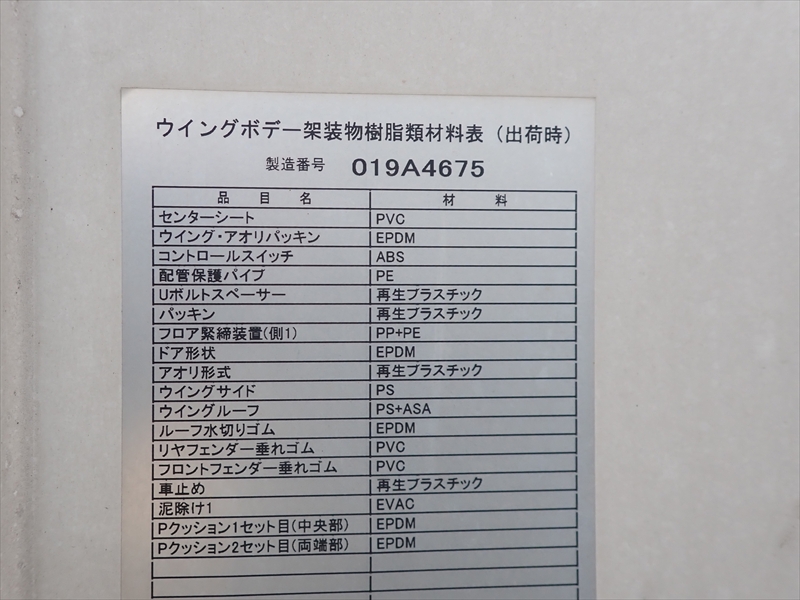 ウイングボデー架装物樹脂類材料表（出荷時）
製造番号 019A4675
品目名 材料
センターシート PVC
ウイング・アオリパッキン EPDM
コントロールスイッチ ABS
配管保護パイプ PE
Uボルトスペーサー 再生プラスチック
パッキン 再生プラスチック
フロア緊締装置(側1) PP+PE
ドア形状 EPDM
アオリ形式 再生プラスチック
ウイングサイド PS
ウイングルーフ PS+ASA
ルーフ水切りゴム EPDM
リヤフェンダー垂れゴム PVC
フロントフェンダー垂れゴム PVC
車止め 再生プラスチック
泥除け1 EVAC
Pクッション1セット目(中央部) EPDM
Pクッション2セット目(両端部) EPDM